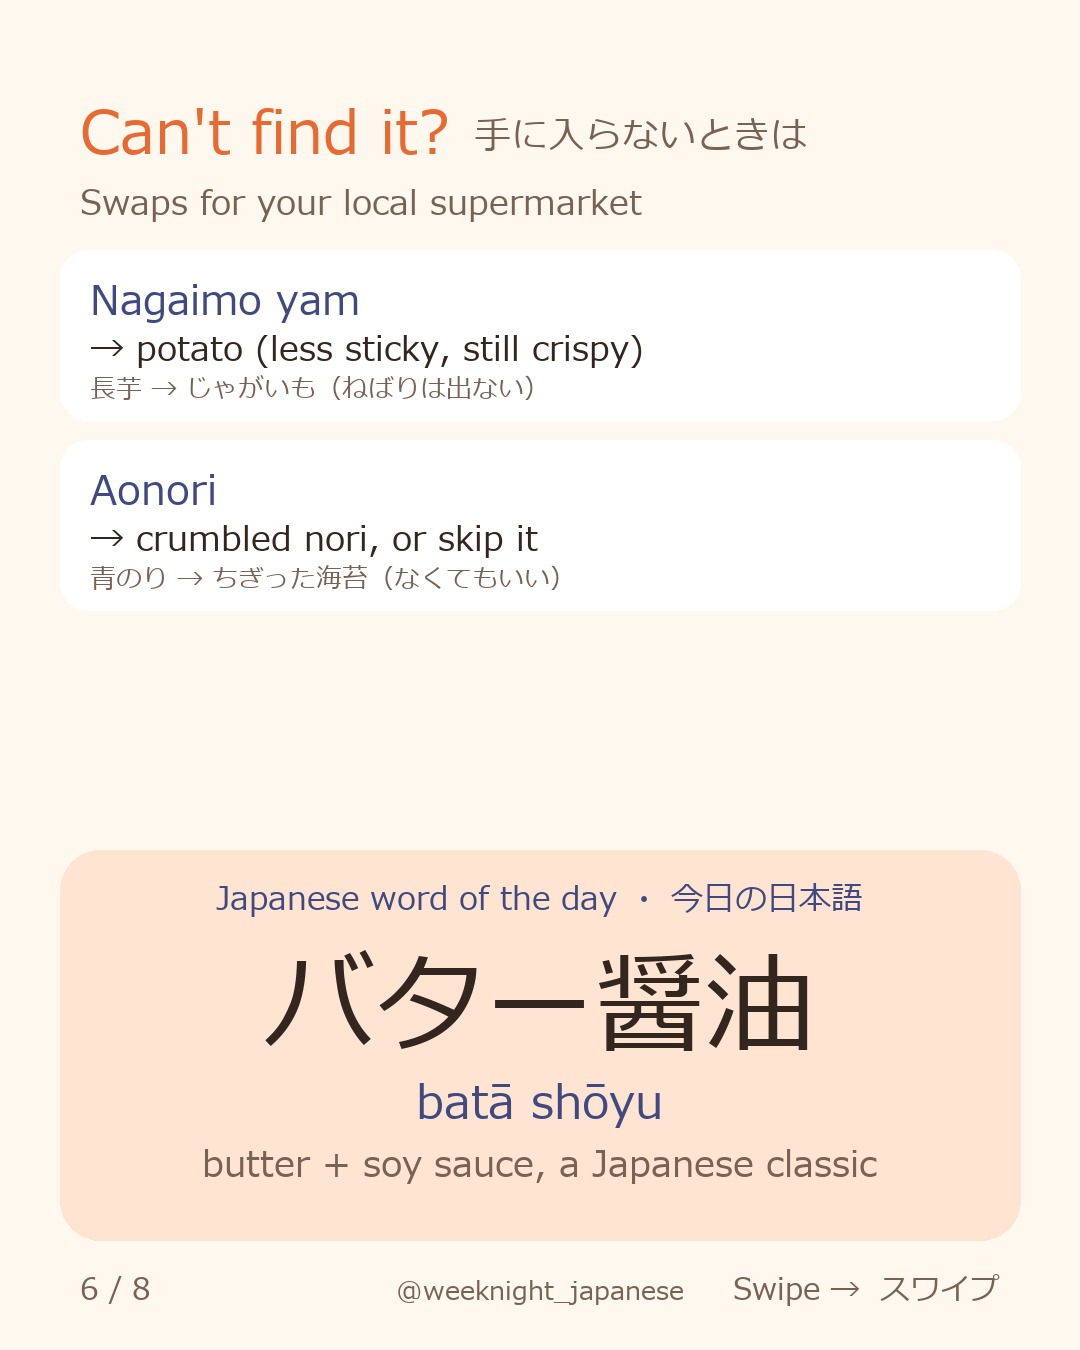 Can't find it? 手に入らないときは
Swaps for your local supermarket
Nagaimo yam
→ potato (less sticky, still crispy)
長芋 → じゃがいも（ねばりは出ない）
Aonori
→ crumbled nori, or skip it
青のり → ちぎった海苔（なくてもいい）
Japanese word of the day ・ 今日の日本語
バター醤油
batā shōyu
butter + soy sauce, a Japanese classic
6 / 8 @weeknight_japanese Swipe → スワイプ